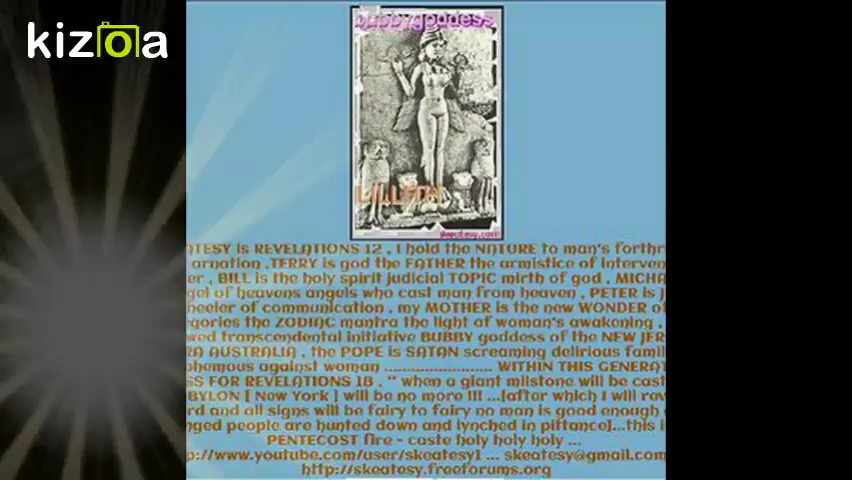 kizoa
bubbygoddess
LILLITH
skeatesy.com
ATESY is REVELATIONS 12 , I hold the NATURE to man's forthr
arnation ,TERRY is god the FATHER the armistice of interven
er , BILL is the holy spirit judicial TOPIC mirth of god , MICHA
gel of heavens angels who cast man from heaven , PETER is J
heeler of communication , my MOTHER is the new WONDER of
egories the ZODIAC mantra the light of woman's awakening ,
wed transcendental initiative BUBBY goddess of the NEW JER
RA AUSTRALIA , the POPE is SATAN screaming delirious famil
phemous against woman ........................ WITHIN THIS GENERAT
SS FOR REVELATIONS 18 , " when a giant milstone will be cast
BYLON [ New York ] will be no more !!! ...[after which I will rev
rd and all signs will be fairy to fairy no man is good enough
nged people are hunted down and lynched in pittance]...this i
PENTECOST fire - caste holy holy holy ...
p://www.youtube.com/user/skeatesy1 ... skeatesy@gmail.com
http://skeatesy.freeforums.org